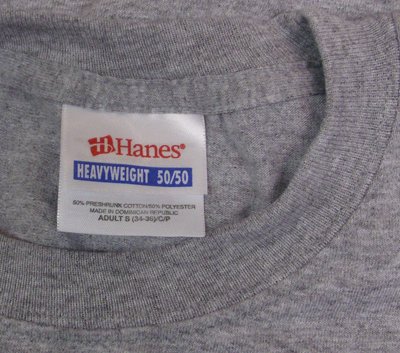 Hanes®
HEAVYWEIGHT 50/50
50% PRESHRUNK COTTON/50% POLYESTER
MADE IN DOMINICAN REPUBLIC
ADULT S (34-36)/C/P